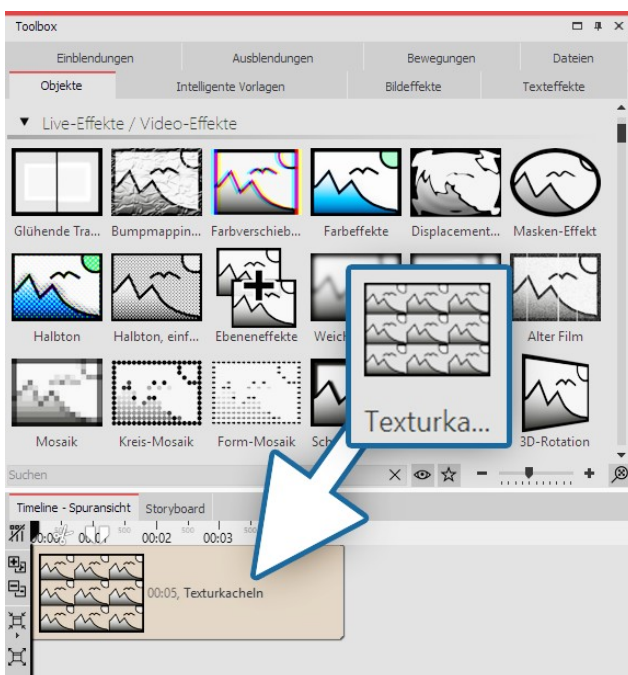 Toolbox
Einblendungen Ausblendungen Bewegungen Dateien
Objekte Intelligente Vorlagen Bildeffekte Texteffekte
Live-Effekte / Video-Effekte
Glühende Tra... Bumpmappin... Farbverschieb... Farbeffekte Displacement... Masken-Effekt
Halbton Halbton, einf... Ebeneneffekte Weich Alter Film
Texturka...
Mosaik Kreis-Mosaik Form-Mosaik 3D-Rotation
Suchen
Timeline - Spuransicht Storyboard
00:02 00:03
00:05, Texturkacheln